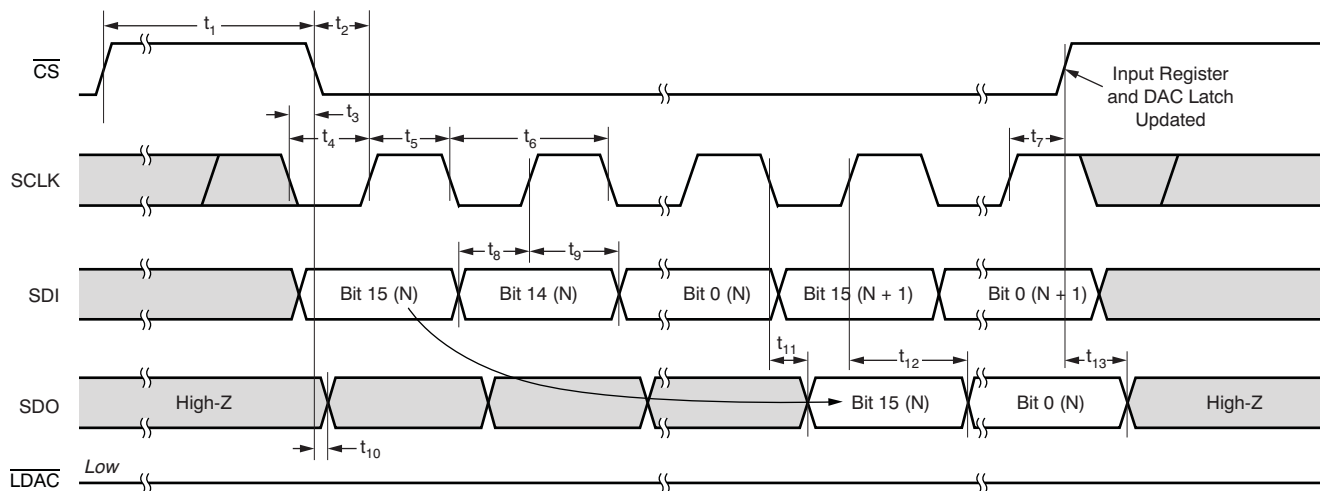 t1
t2
CS
Input Register
and DAC Latch
Updated
t3
t4
t5
t6
t7
SCLK
t8
t9
SDI
Bit 15 (N)
Bit 14 (N)
Bit 0 (N)
Bit 15 (N + 1)
Bit 0 (N + 1)
t11
t12
t13
SDO
High-Z
Bit 15 (N)
Bit 0 (N)
High-Z
t10
LDAC
Low